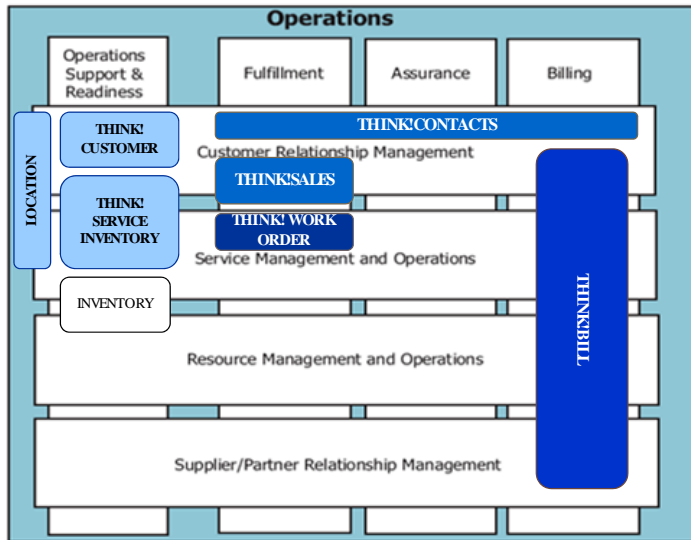 Operations
Operations
Support &
Readiness
Fulfillment
Assurance
Billing
LOCATION
THINK!
CUSTOMER
THINK!CONTACTS
Customer Relationship Management
THINK!
SERVICE
INVENTORY
THINK!SALES
THINK! WORK
ORDER
Service Management and Operations
INVENTORY
THINK!BILL
Resource Management and Operations
Supplier/Partner Relationship Management